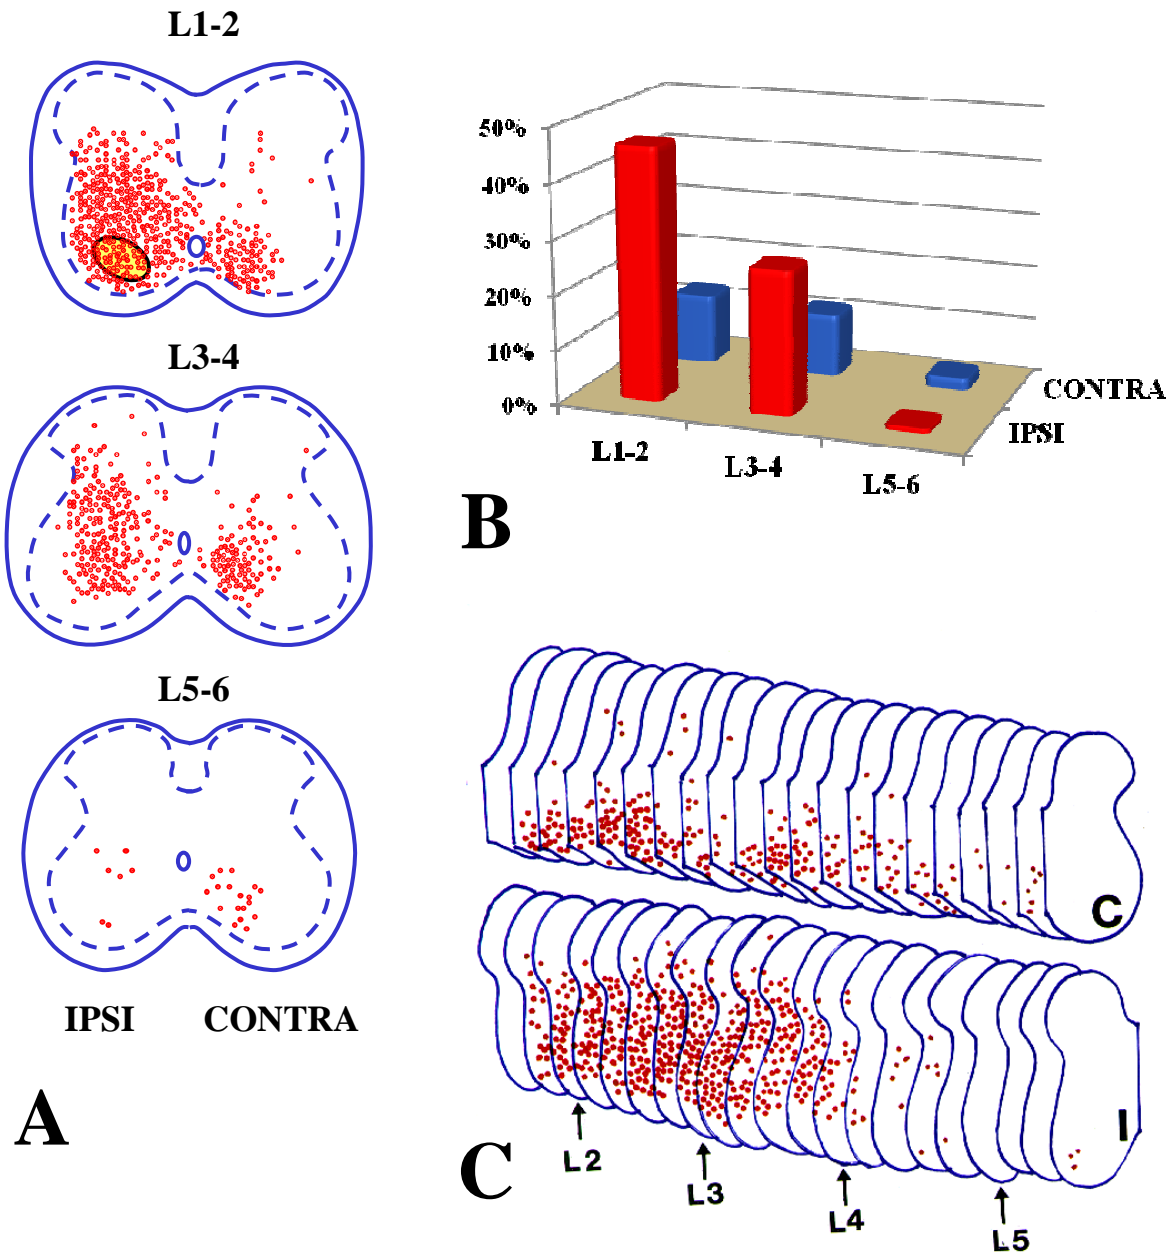 L1-2
L3-4
L5-6
IPSI CONTRA
A
50%
40%
30%
20%
10%
0%
L1-2
L3-4
L5-6
CONTRA
IPSI
B
C
I
L2
L3
L4
L5
C